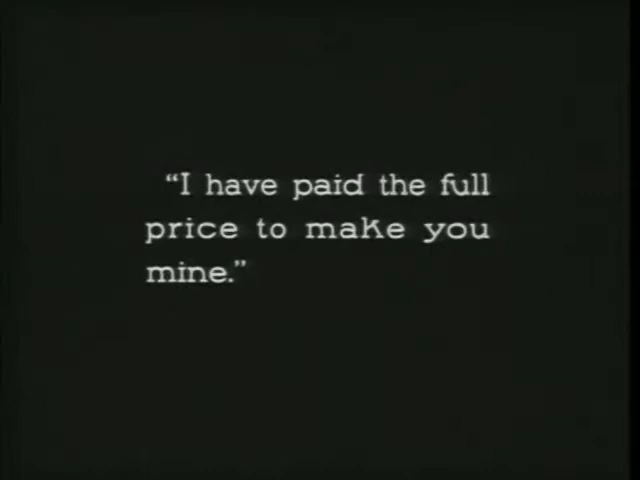 “I have paid the full
price to make you
mine.”